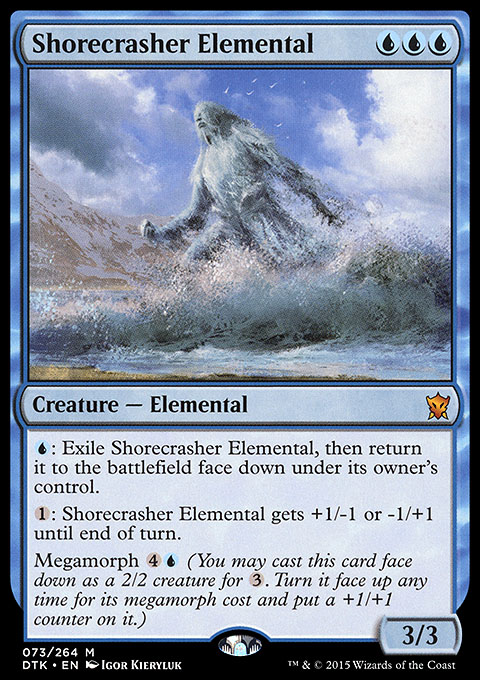 Shorecrasher Elemental
Creature — Elemental
: Exile Shorecrasher Elemental, then return
it to the battlefield face down under its owner's
control.
1: Shorecrasher Elemental gets +1/-1 or -1/+1
until end of turn.
Megamorph 4 (You may cast this card face
down as a 2/2 creature for 3. Turn it face up any
time for its megamorph cost and put a +1/+1
counter on it.)
3/3
073/264 M
DTK • EN Igor Kieryluk
™ & © 2015 Wizards of the Coast